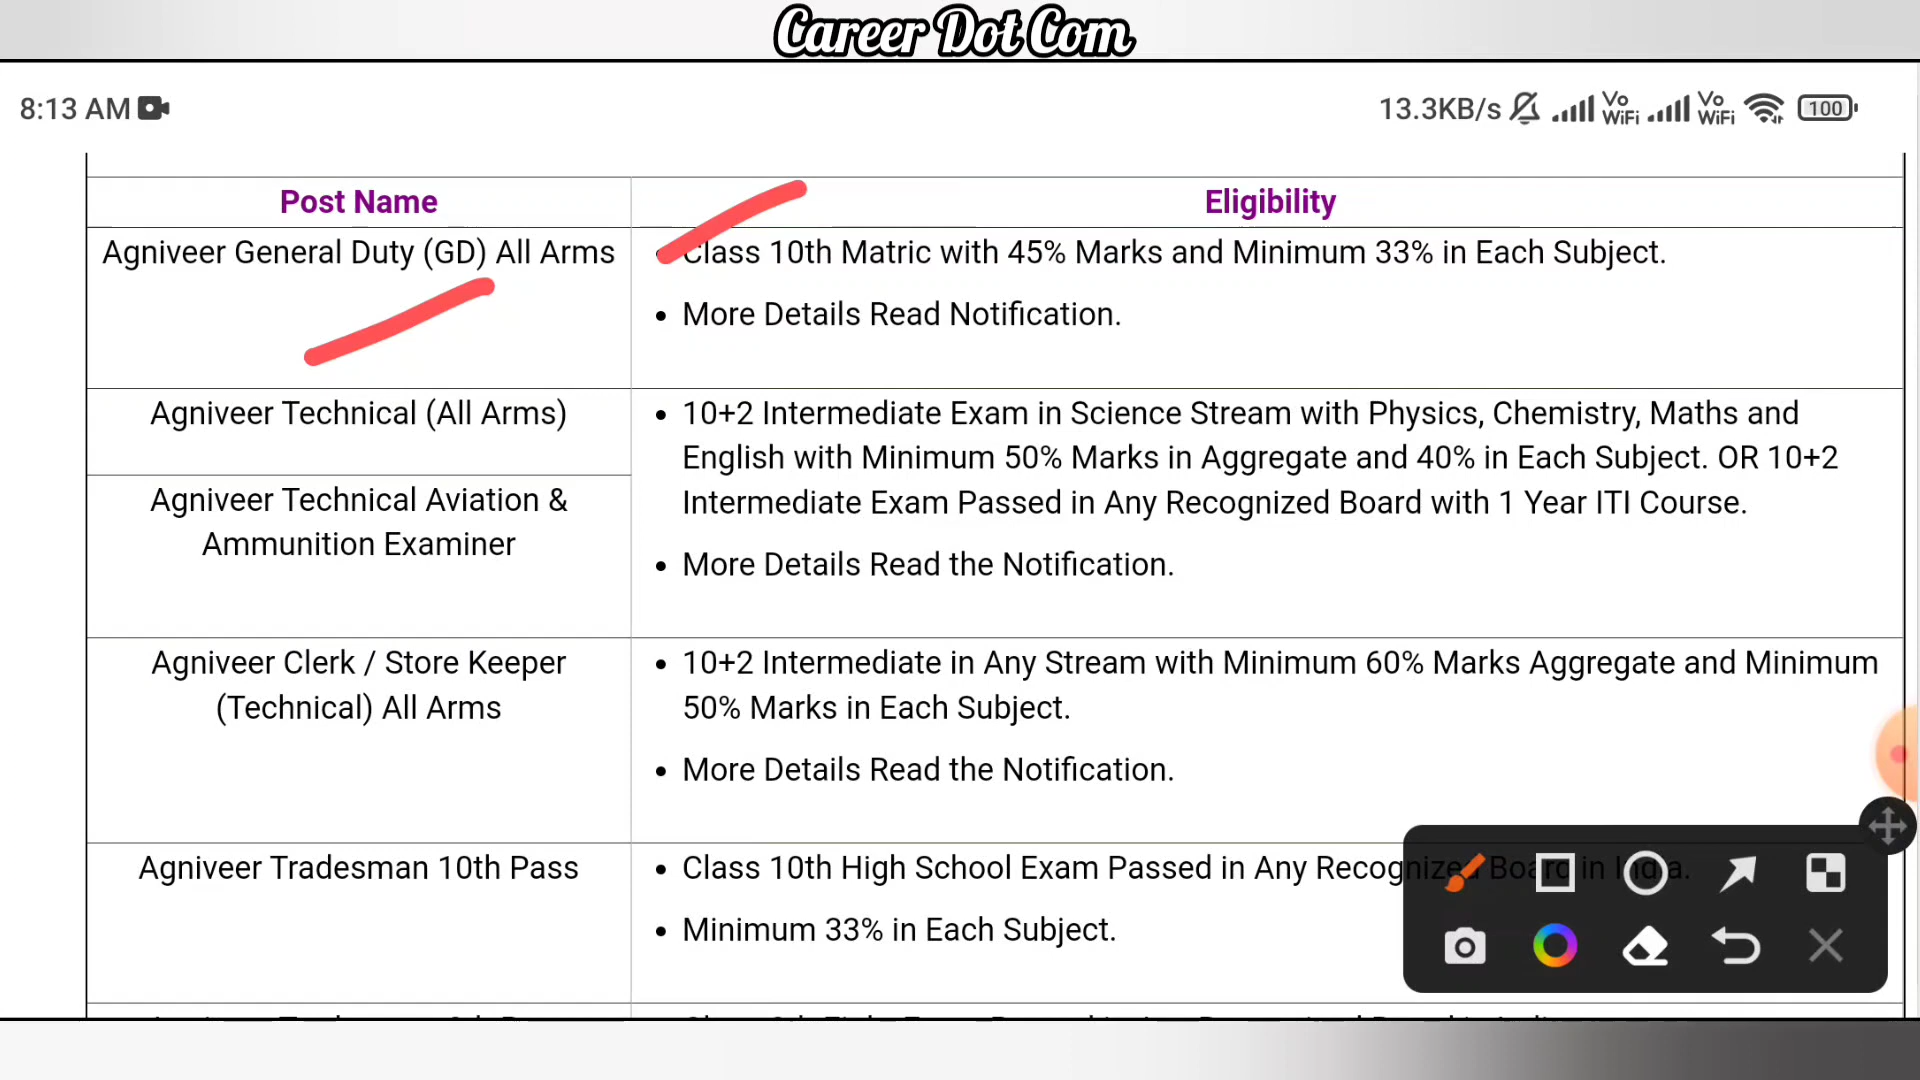 Career Dot Com
8:13 AM
13.3KB/s Vo WiFi Vo WiFi 100
Post Name
Eligibility
Agniveer General Duty (GD) All Arms
Class 10th Matric with 45% Marks and Minimum 33% in Each Subject.
More Details Read Notification.
Agniveer Technical (All Arms)
Agniveer Technical Aviation &
Ammunition Examiner
10+2 Intermediate Exam in Science Stream with Physics, Chemistry, Maths and
English with Minimum 50% Marks in Aggregate and 40% in Each Subject. OR 10+2
Intermediate Exam Passed in Any Recognized Board with 1 Year ITI Course.
More Details Read the Notification.
Agniveer Clerk / Store Keeper
(Technical) All Arms
10+2 Intermediate in Any Stream with Minimum 60% Marks Aggregate and Minimum
50% Marks in Each Subject.
More Details Read the Notification.
Agniveer Tradesman 10th Pass
Class 10th High School Exam Passed in Any Recognized Board in India.
Minimum 33% in Each Subject.